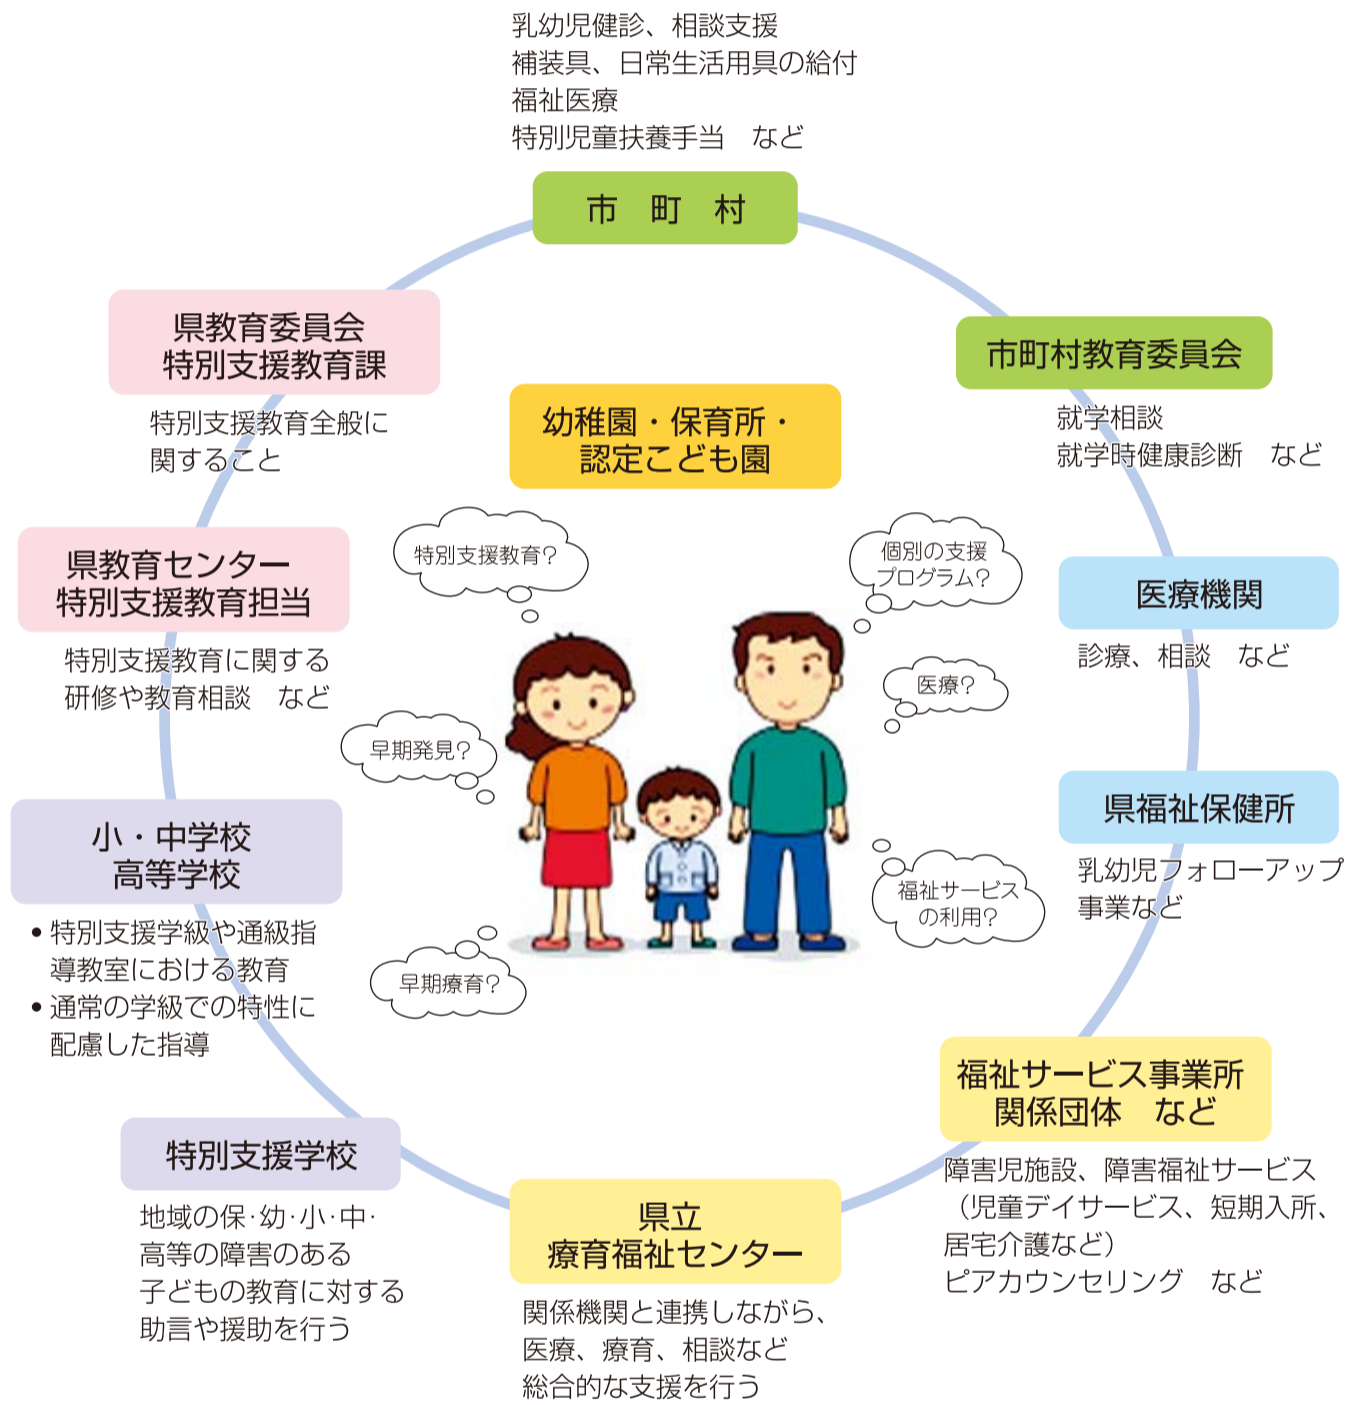 乳幼児健診、相談支援
補装具、日常生活用具の給付
福祉医療
特別児童扶養手当　など
市　町　村
県教育委員会
特別支援教育課
特別支援教育全般に
関すること
市町村教育委員会
就学相談
就学時健康診断　など
幼稚園・保育所・
認定こども園
特別支援教育？
個別の支援
プログラム？
県教育センター
特別支援教育担当
特別支援教育に関する
研修や教育相談　など
医療機関
診療、相談　など
医療？
早期発見？
県福祉保健所
乳幼児フォローアップ
事業など
小・中学校
高等学校
• 特別支援学級や通級指
導教室における教育
• 通常の学級での特性に
配慮した指導
福祉サービス
の利用？
早期療育？
福祉サービス事業所
関係団体　など
障害児施設、障害福祉サービス
（児童デイサービス、短期入所、
居宅介護など）
ピアカウンセリング　など
特別支援学校
地域の保・幼・小・中・
高等の障害のある
子どもの教育に対する
助言や援助を行う
県立
療育福祉センター
関係機関と連携しながら、
医療、療育、相談など
総合的な支援を行う